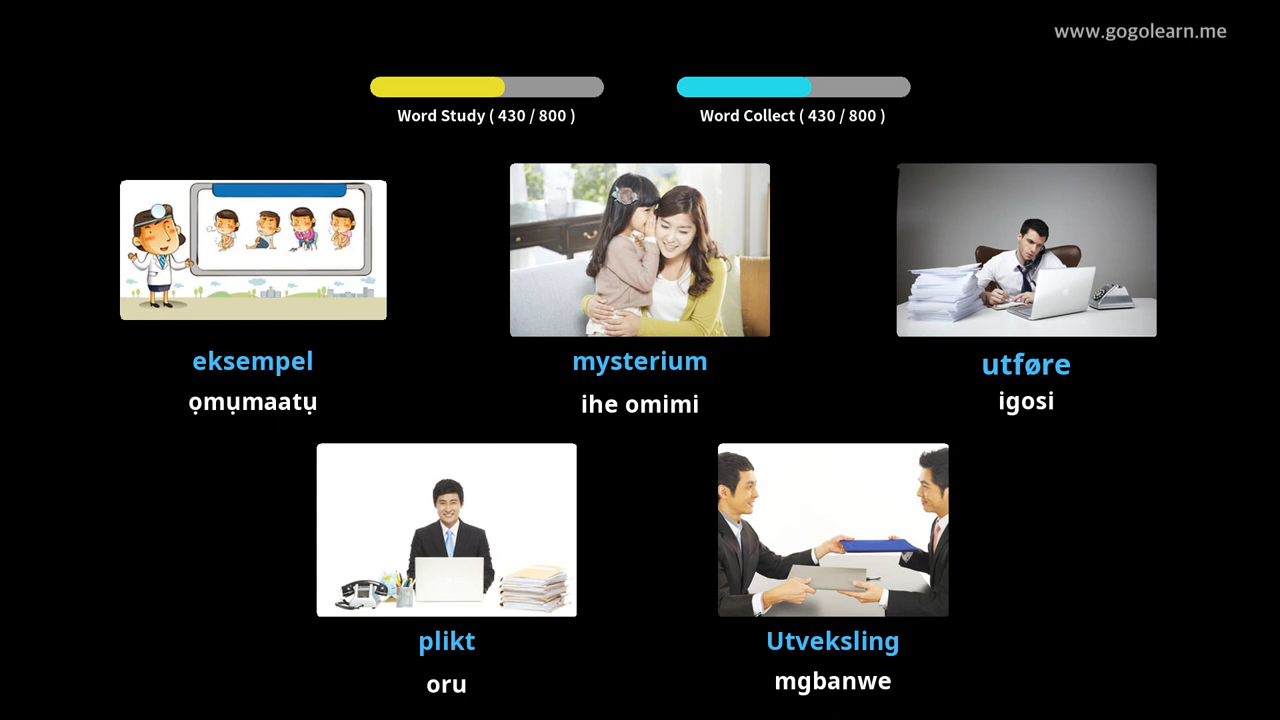 www.gogolearn.me
Word Study ( 430 / 800 )
Word Collect ( 430 / 800 )
eksempel
ọmụmaatụ
mysterium
ihe omimi
utføre
igosi
plikt
oru
Utveksling
mgbanwe